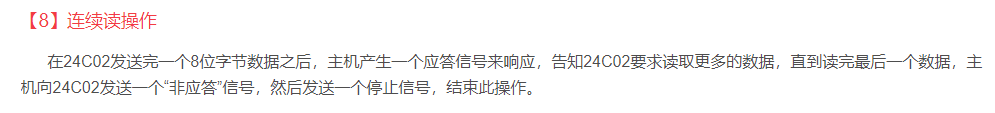 【8】连续读操作
在24C02发送完一个8位字节数据之后，主机产生一个应答信号来响应，告知24C02要求读取更多的数据，直到读完最后一个数据，主
机向24C02发送一个“非应答”信号，然后发送一个停止信号，结束此操作。